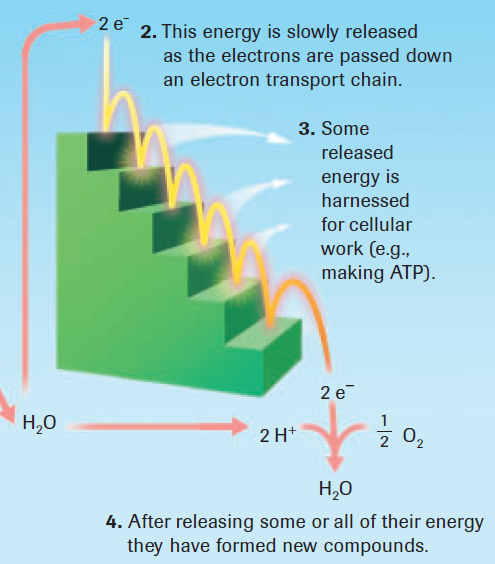 2 e⁻
2. This energy is slowly released
as the electrons are passed down
an electron transport chain.
3. Some
released
energy is
harnessed
for cellular
work (e.g.,
making ATP).
2 e⁻
H₂O
2 H⁺
1/2 O₂
H₂O
4. After releasing some or all of their energy
they have formed new compounds.